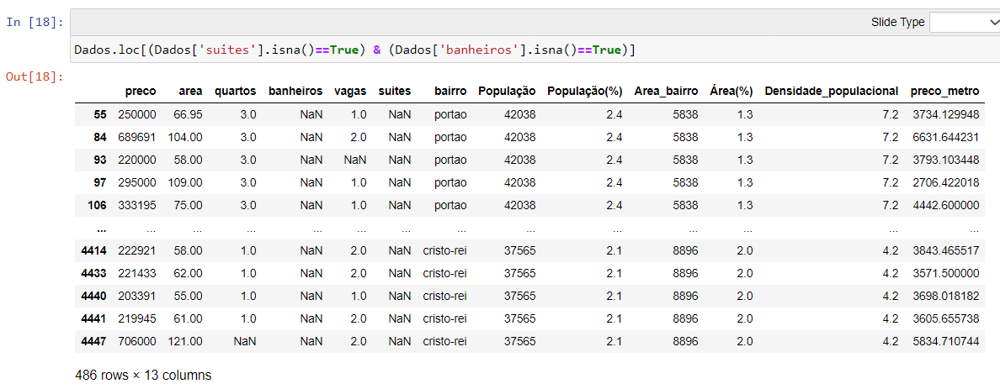 In [18]:
Slide Type
Dados.loc[(Dados['suites'].isna()==True) & (Dados['banheiros'].isna()==True)]
Out[18]:
preco area quartos banheiros vagas suites bairro População População(%) Area_bairro Área(%) Densidade_populacional preco_metro
55 250000 66.95 3.0 NaN 1.0 NaN portao 42038 2.4 5838 1.3 7.2 3734.129948
84 689691 104.00 3.0 NaN 2.0 NaN portao 42038 2.4 5838 1.3 7.2 6631.644231
93 220000 58.00 3.0 NaN NaN NaN portao 42038 2.4 5838 1.3 7.2 3793.103448
97 295000 109.00 3.0 NaN 1.0 NaN portao 42038 2.4 5838 1.3 7.2 2706.422018
106 333195 75.00 3.0 NaN 1.0 NaN portao 42038 2.4 5838 1.3 7.2 4442.600000
... ... ... ... ... ... ... ... ... ... ... ... ... ...
4414 222921 58.00 1.0 NaN 2.0 NaN cristo-rei 37565 2.1 8896 2.0 4.2 3843.465517
4433 221433 62.00 1.0 NaN 2.0 NaN cristo-rei 37565 2.1 8896 2.0 4.2 3571.500000
4440 203391 55.00 1.0 NaN 1.0 NaN cristo-rei 37565 2.1 8896 2.0 4.2 3698.018182
4441 219945 61.00 1.0 NaN 2.0 NaN cristo-rei 37565 2.1 8896 2.0 4.2 3605.655738
4447 706000 121.00 NaN NaN 2.0 NaN cristo-rei 37565 2.1 8896 2.0 4.2 5834.710744
486 rows × 13 columns